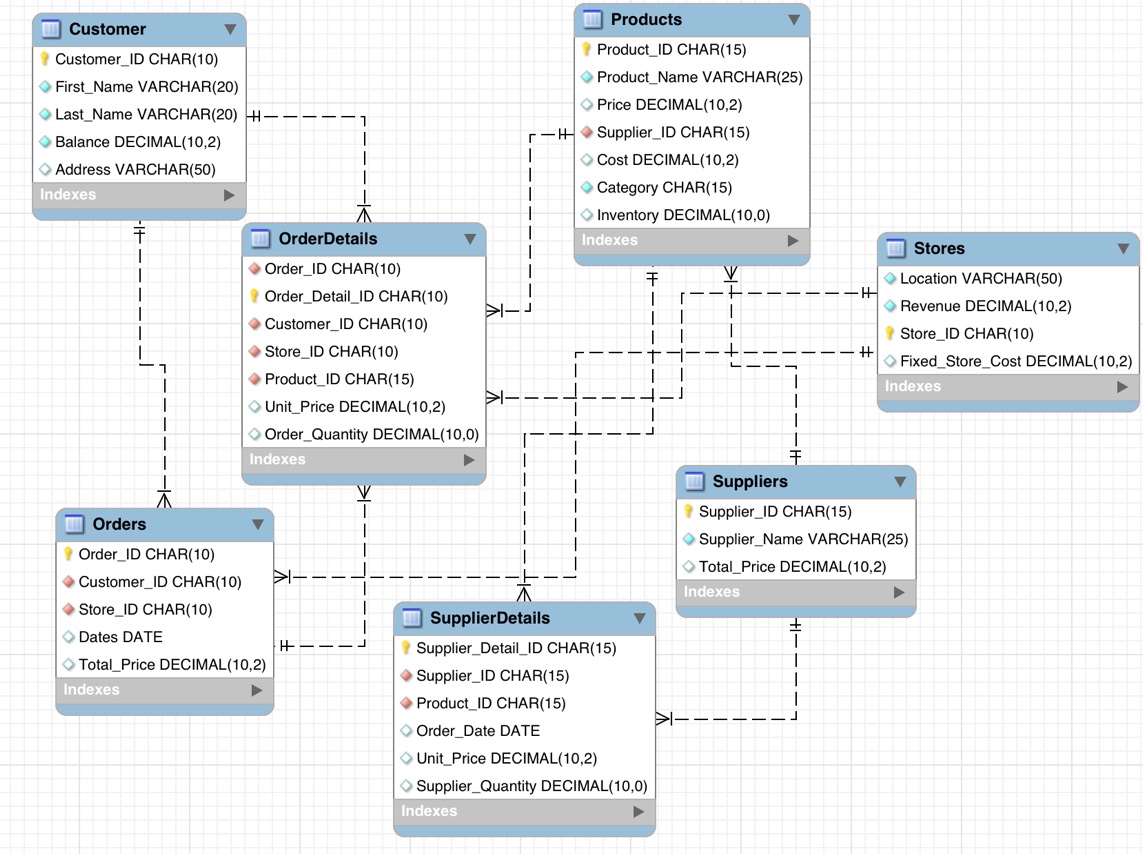 Customer
Customer_ID CHAR(10)
First_Name VARCHAR(20)
Last_Name VARCHAR(20)
Balance DECIMAL(10,2)
Address VARCHAR(50)
Indexes
Products
Product_ID CHAR(15)
Product_Name VARCHAR(25)
Price DECIMAL(10,2)
Supplier_ID CHAR(15)
Cost DECIMAL(10,2)
Category CHAR(15)
Inventory DECIMAL(10,0)
Indexes
OrderDetails
Order_ID CHAR(10)
Order_Detail_ID CHAR(10)
Customer_ID CHAR(10)
Store_ID CHAR(10)
Product_ID CHAR(15)
Unit_Price DECIMAL(10,2)
Order_Quantity DECIMAL(10,0)
Indexes
Stores
Location VARCHAR(50)
Revenue DECIMAL(10,2)
Store_ID CHAR(10)
Fixed_Store_Cost DECIMAL(10,2)
Indexes
Suppliers
Supplier_ID CHAR(15)
Supplier_Name VARCHAR(25)
Total_Price DECIMAL(10,2)
Indexes
Orders
Order_ID CHAR(10)
Customer_ID CHAR(10)
Store_ID CHAR(10)
Dates DATE
Total_Price DECIMAL(10,2)
Indexes
SupplierDetails
Supplier_Detail_ID CHAR(15)
Supplier_ID CHAR(15)
Product_ID CHAR(15)
Order_Date DATE
Unit_Price DECIMAL(10,2)
Supplier_Quantity DECIMAL(10,0)
Indexes